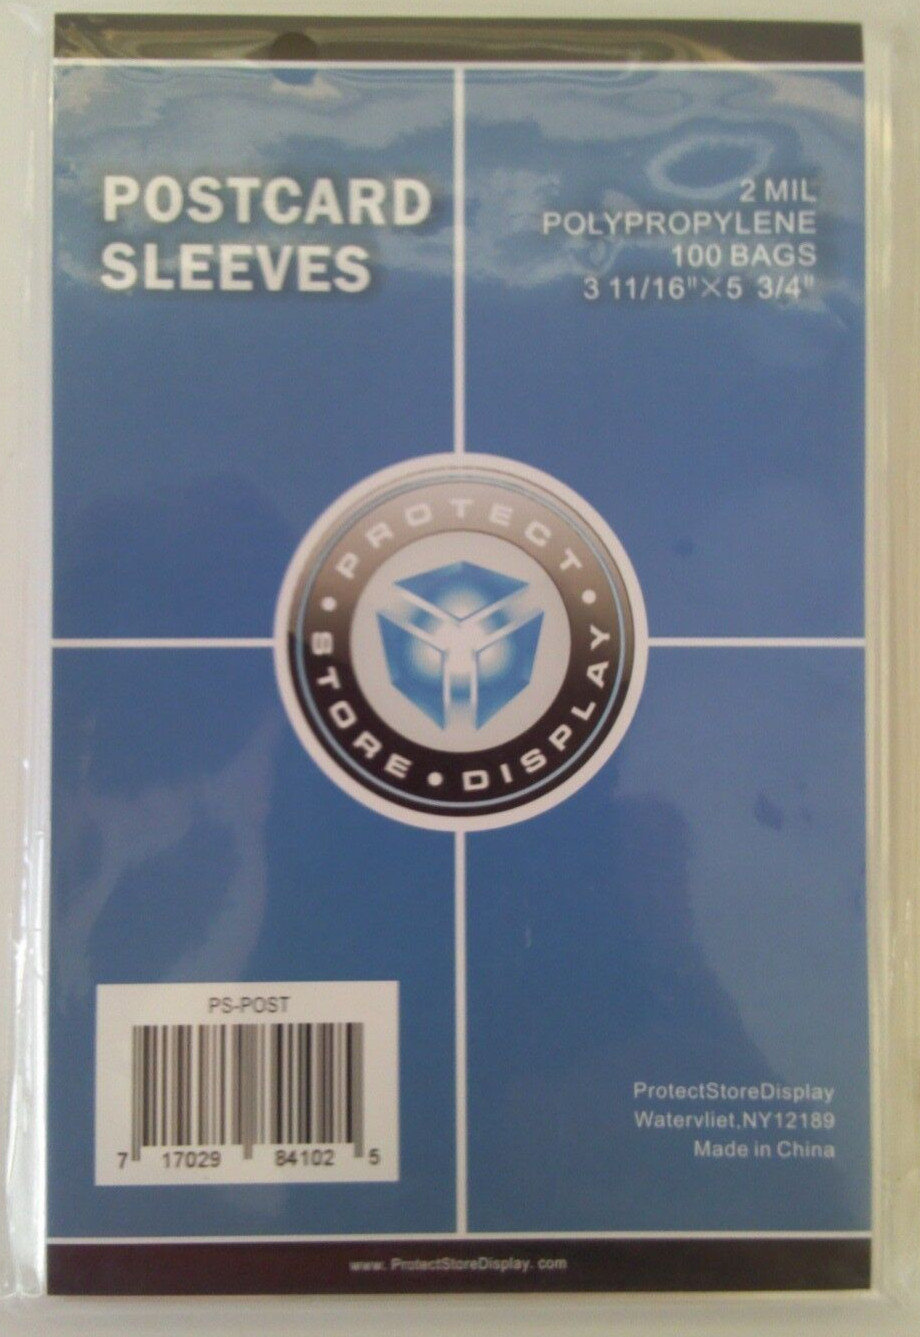 POSTCARD
SLEEVES
2 MIL
POLYPROPYLENE
100 BAGS
3 11/16"×5 3/4"
PROTECT • DISPLAY • STORE •
PS-POST
7 17029 84102 5
ProtectStoreDisplay
Watervliet,NY12189
Made in China
www. ProtectStoreDisplay. com